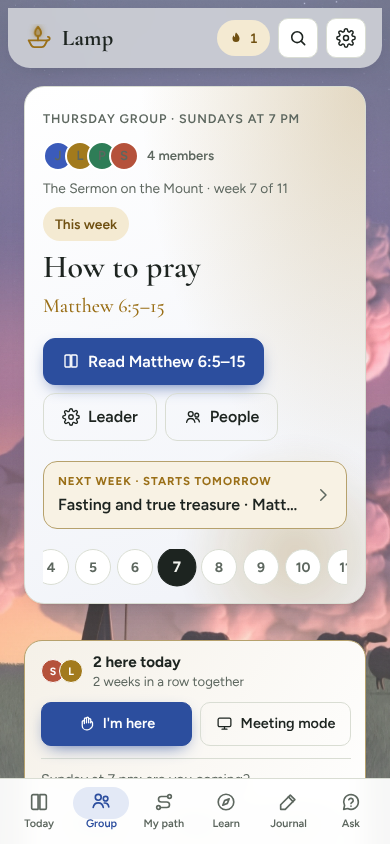 Lamp
1
THURSDAY GROUP · SUNDAYS AT 7 PM
L S
4 members
The Sermon on the Mount · week 7 of 11
This week
How to pray
Matthew 6:5–15
Read Matthew 6:5–15
Leader
People
NEXT WEEK · STARTS TOMORROW
Fasting and true treasure · Matt...
4 5 6 7 8 9 10 11
S L
2 here today
2 weeks in a row together
I'm here
Meeting mode
Sunday at 7 pm: are you coming?
Today Group My path Learn Journal Ask